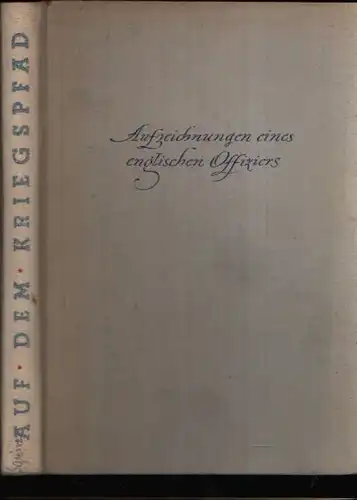 AUF · DEM · KRIEGSPFAD
Aufzeichnungen eines
englischen Offiziers